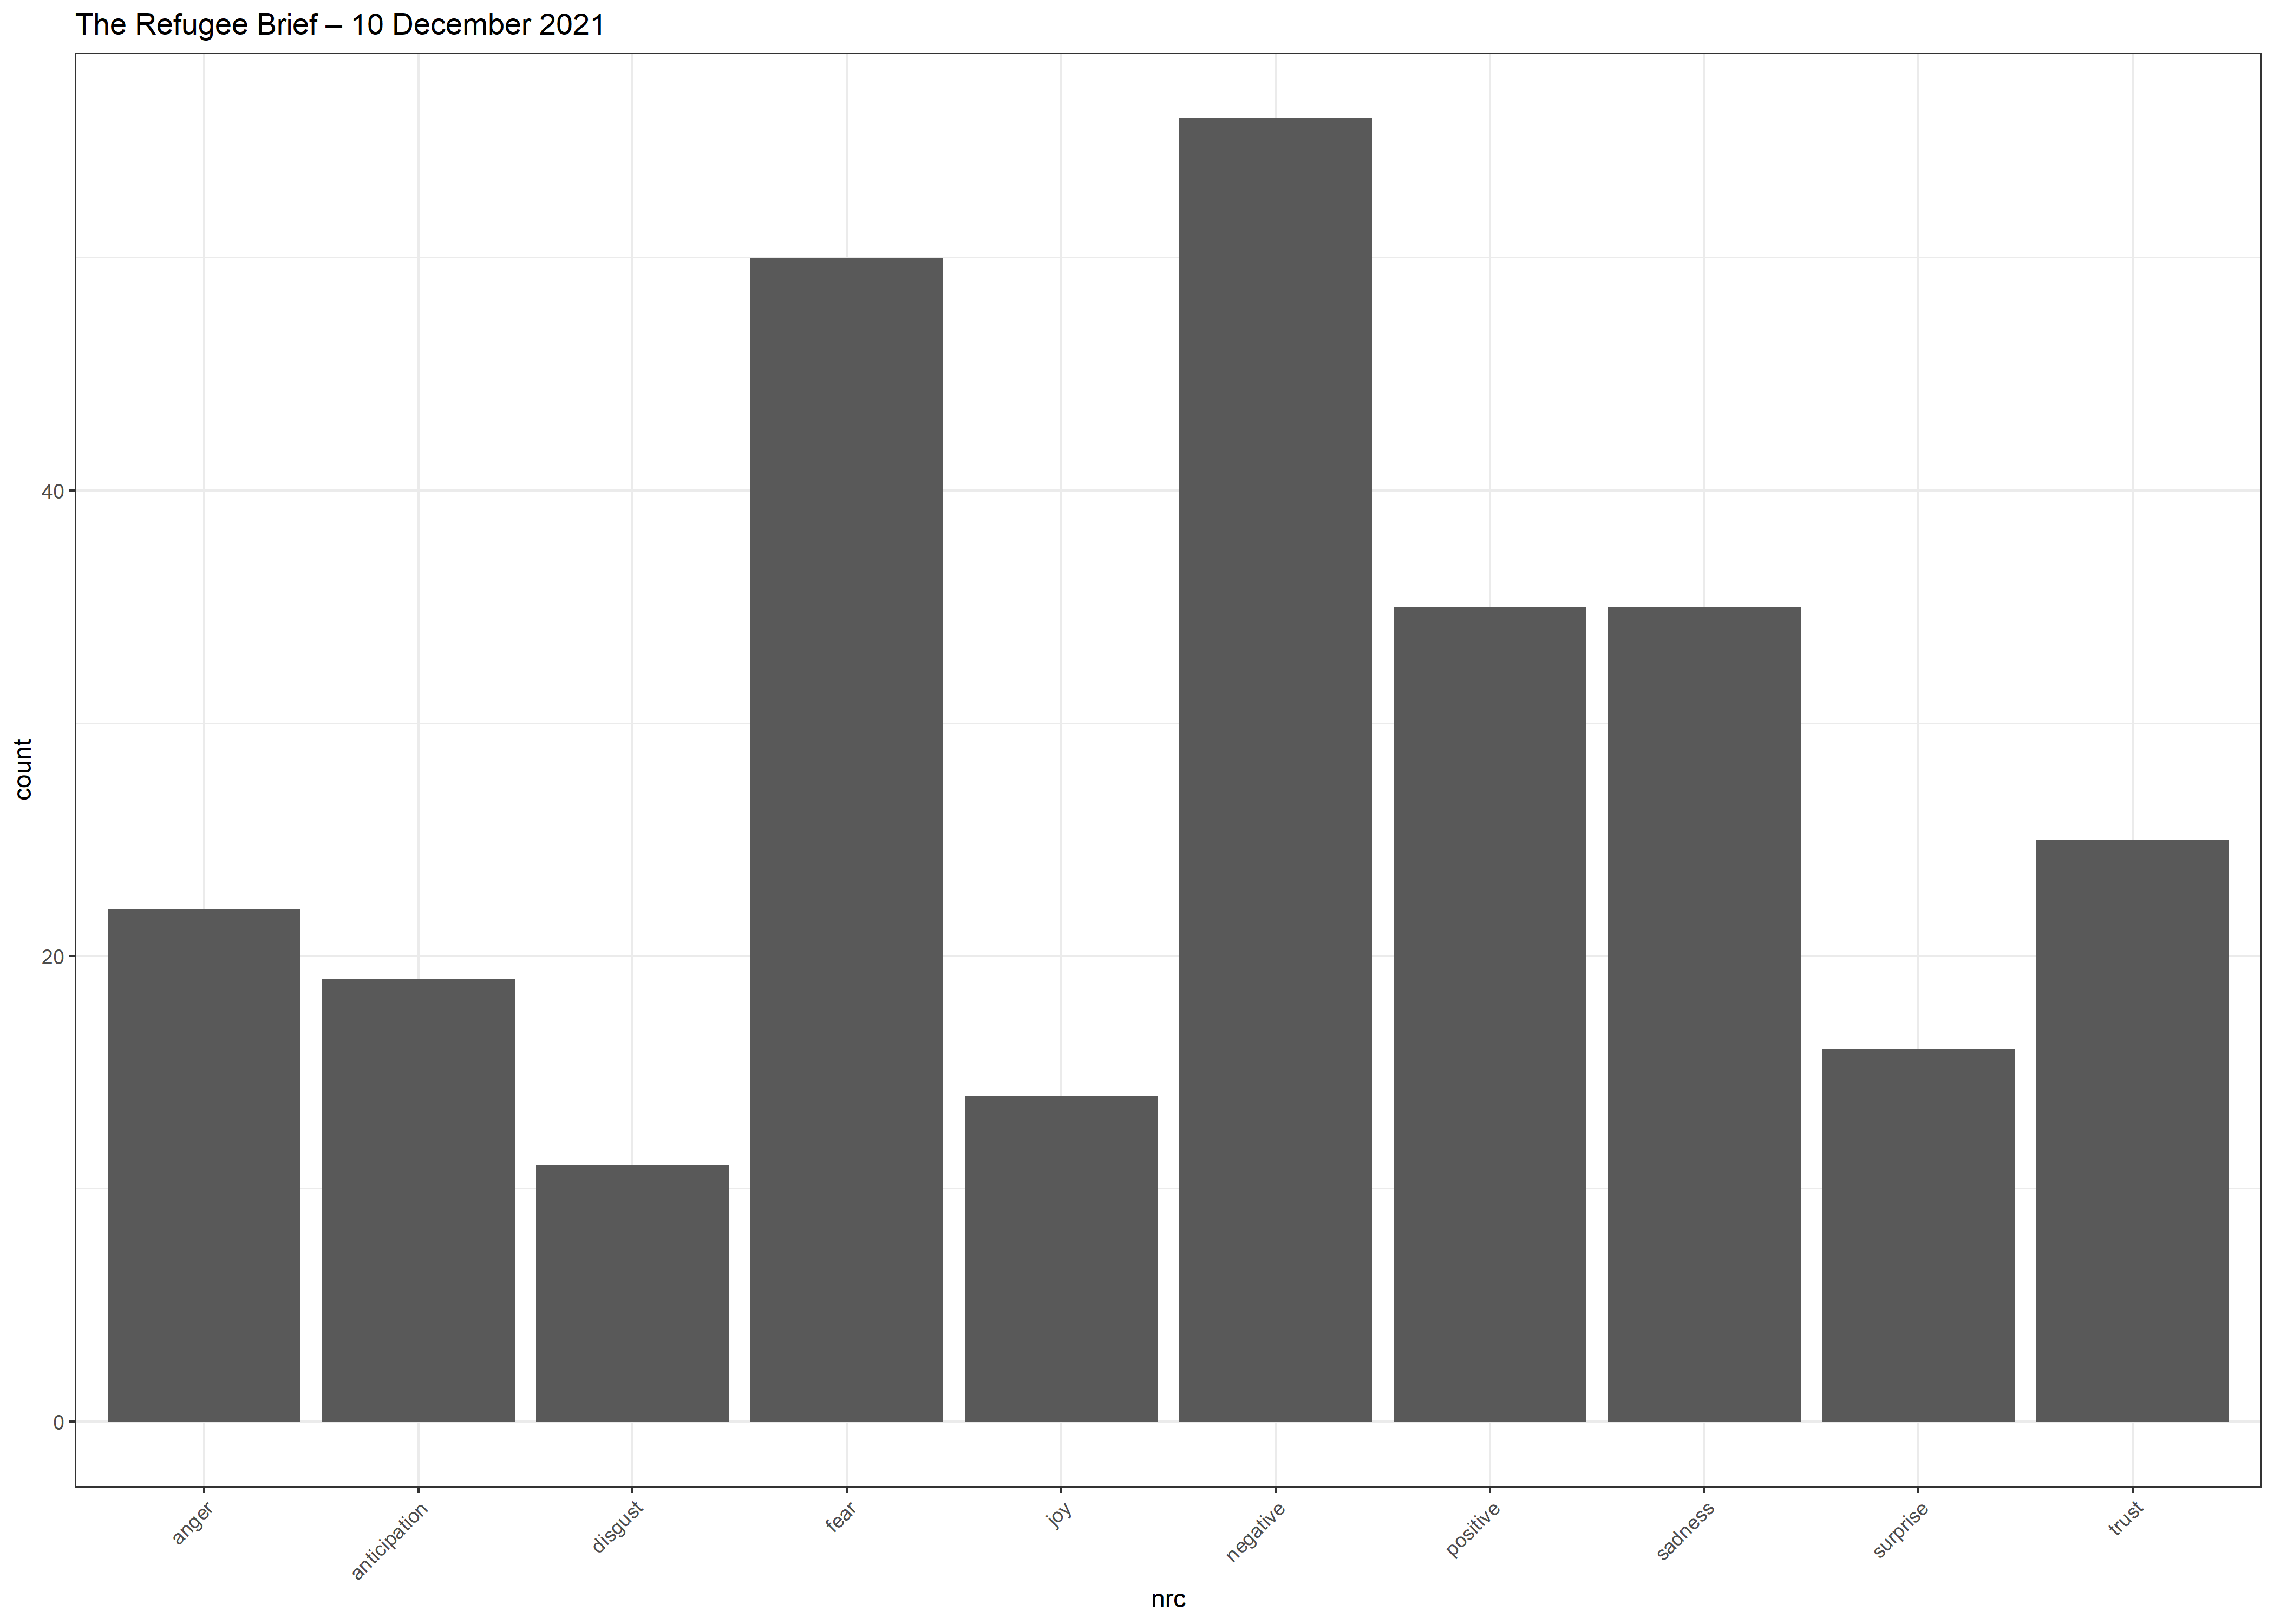 The Refugee Brief – 10 December 2021
count
40
20
0
anger
anticipation
disgust
fear
joy
negative
positive
sadness
surprise
trust
nrc